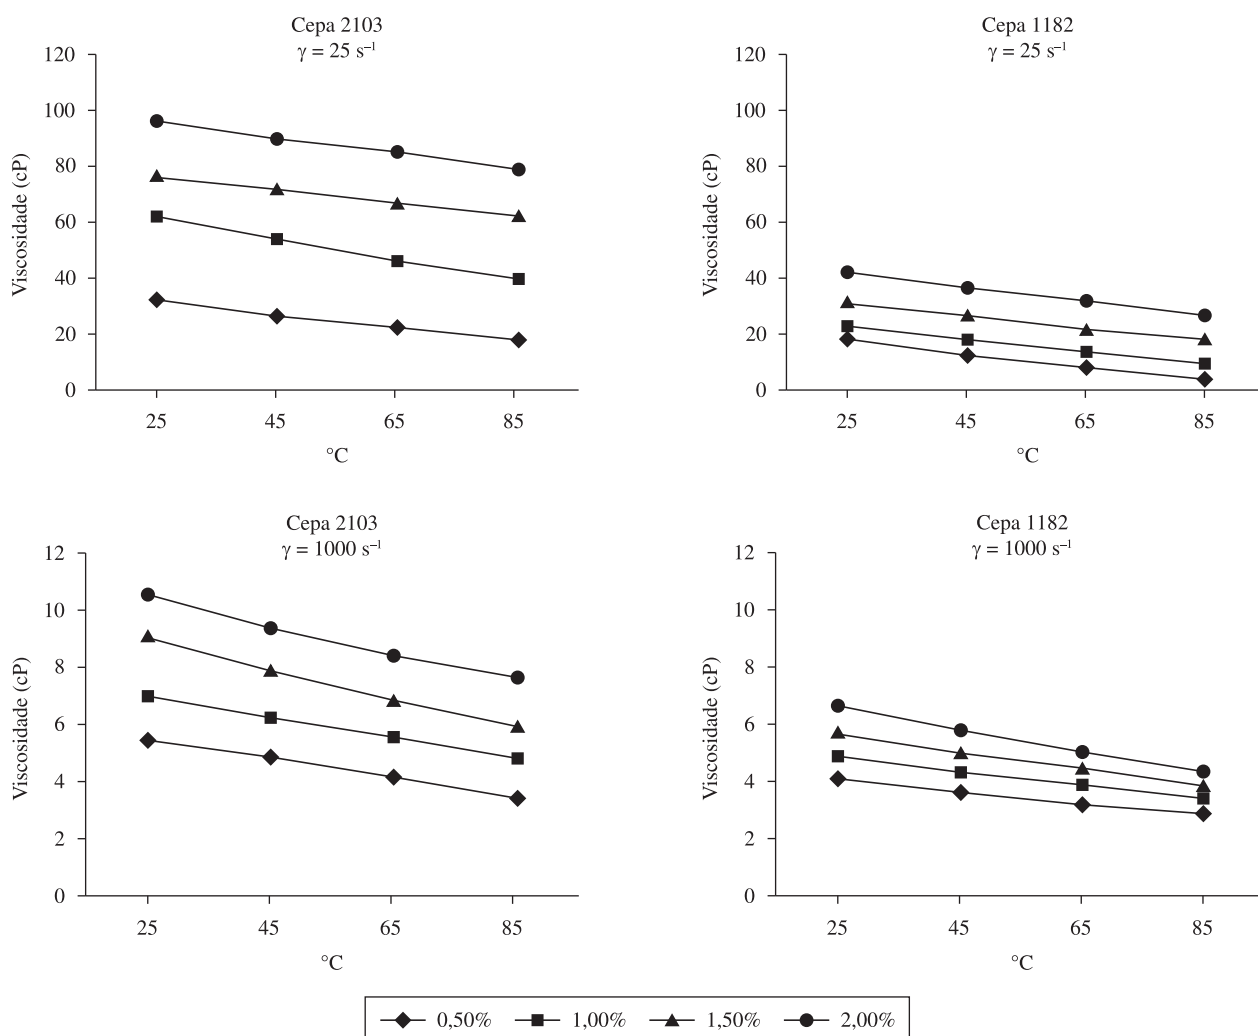 Cepa 2103
γ = 25 s⁻¹
120
100
80
60
40
20
0
Viscosidade (cP)
25 45 65 85
°C
Cepa 1182
γ = 25 s⁻¹
120
100
80
60
40
20
0
Viscosidade (cP)
25 45 65 85
°C
Cepa 2103
γ = 1000 s⁻¹
12
10
8
6
4
2
0
Viscosidade (cP)
25 45 65 85
°C
Cepa 1182
γ = 1000 s⁻¹
12
10
8
6
4
2
0
Viscosidade (cP)
25 45 65 85
°C
0,50% 1,00% 1,50% 2,00%